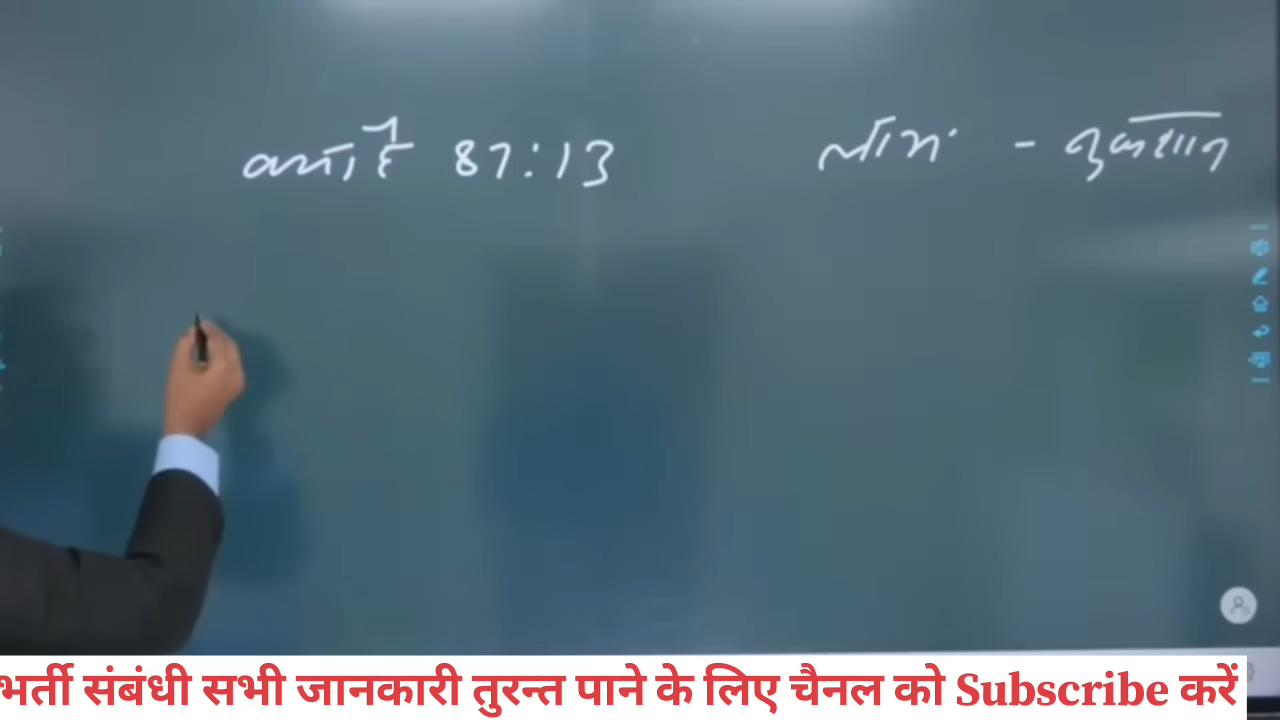 क्या है 87:13 लाभ - नुकसान
भर्ती संबंधी सभी जानकारी तुरन्त पाने के लिए चैनल को Subscribe करें